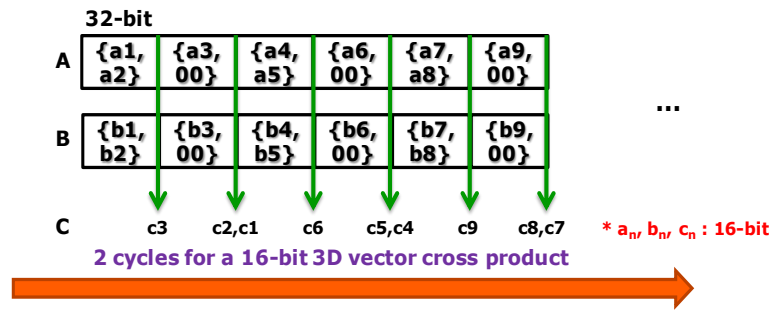 32-bit
A {a1, a2} {a3, 00} {a4, a5} {a6, 00} {a7, a8} {a9, 00}
...
B {b1, b2} {b3, 00} {b4, b5} {b6, 00} {b7, b8} {b9, 00}
C c3 c2,c1 c6 c5,c4 c9 c8,c7 * an, bn, cn : 16-bit
2 cycles for a 16-bit 3D vector cross product